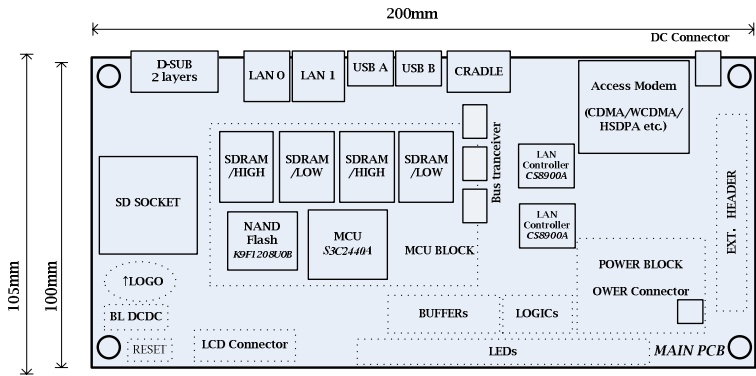 200mm
DC Connector
D-SUB
2 layers
LAN 0
LAN 1
USB A
USB B
CRADLE
Access Modem
(CDMA/WCDMA/
HSDPA etc.)
SDRAM
/HIGH
SDRAM
/LOW
SDRAM
/HIGH
SDRAM
/LOW
Bus tranceiver
LAN
Controller
CS8900A
SD SOCKET
NAND
Flash
K9F1208U0B
MCU
S3C2440A
MCU BLOCK
LAN
Controller
CS8900A
EXT. HEADER
105mm
100mm
↑LOGO
POWER BLOCK
OWER Connector
BL DCDC
BUFFERs
LOGICs
RESET
LCD Connector
LEDs
MAIN PCB